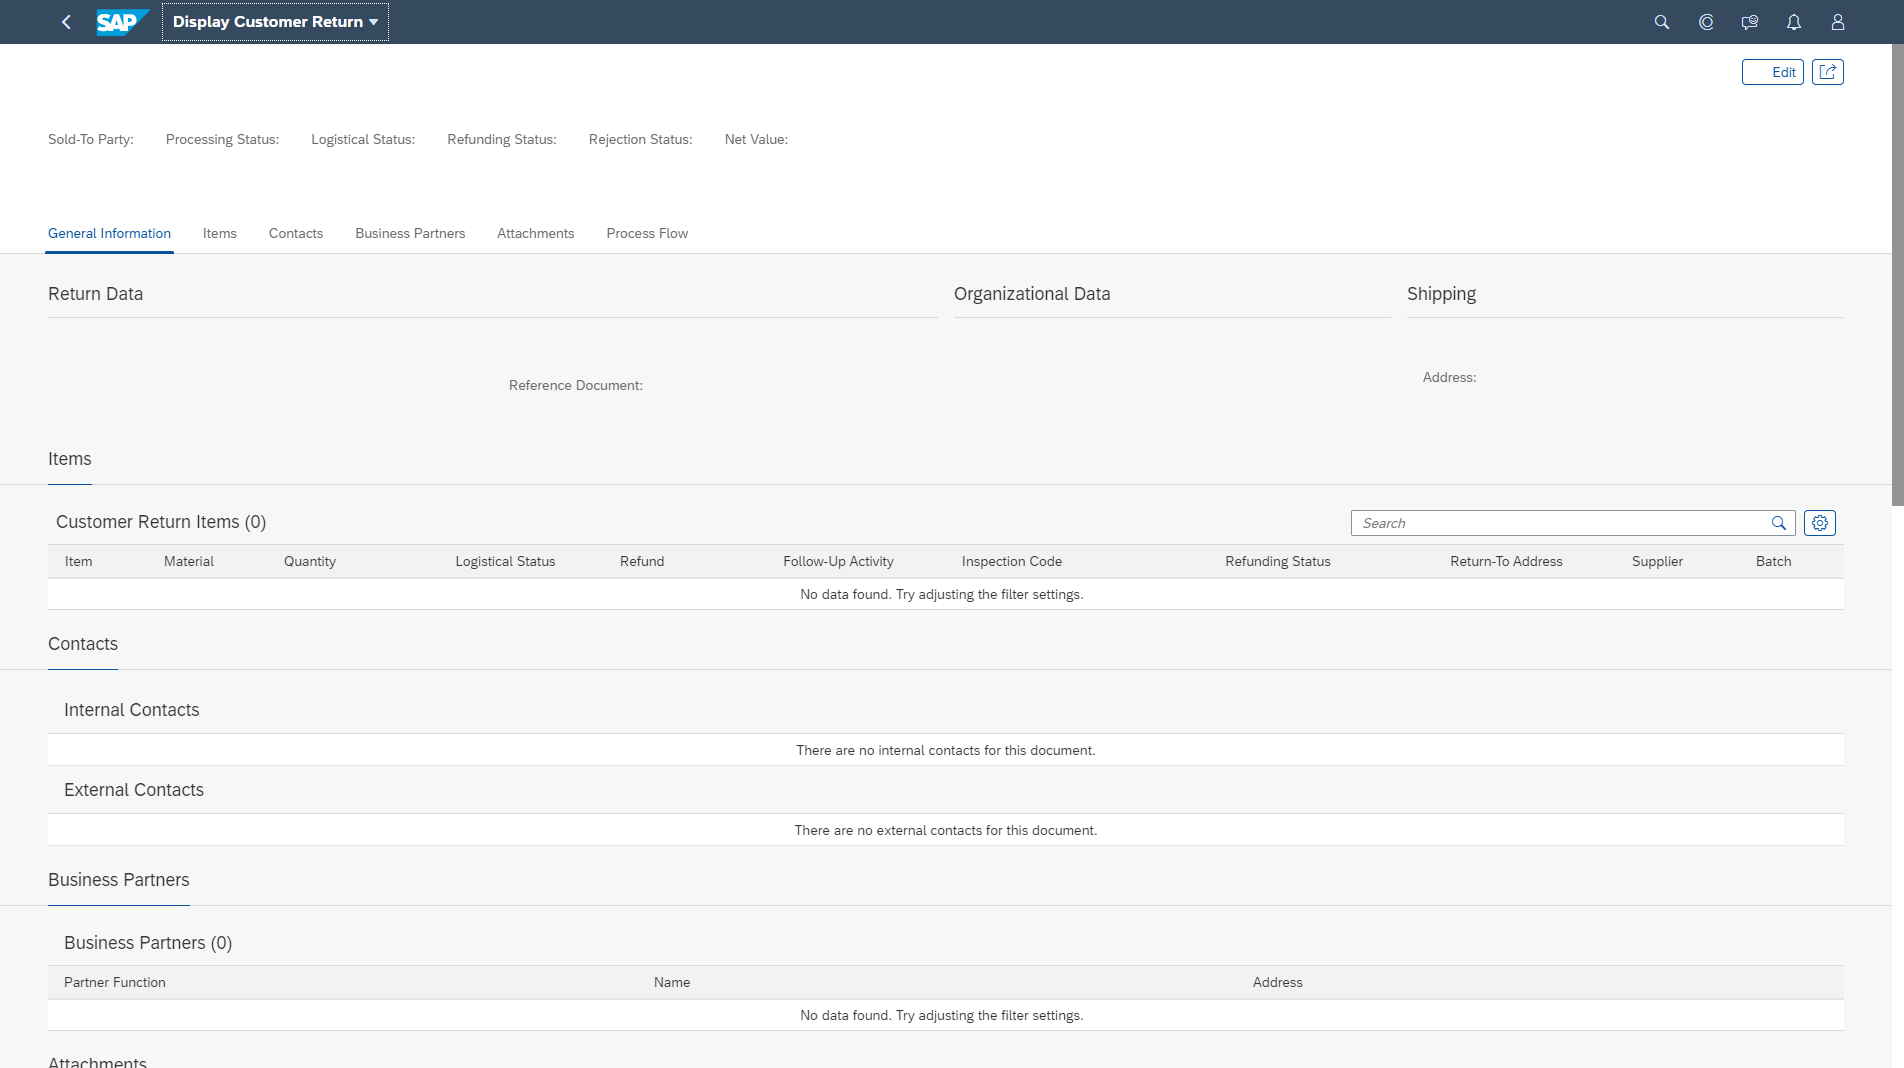 SAP Display Customer Return
Edit
Sold-To Party: Processing Status: Logistical Status: Refunding Status: Rejection Status: Net Value:
General Information Items Contacts Business Partners Attachments Process Flow
Return Data Organizational Data Shipping
Address:
Reference Document:
Items
Customer Return Items (0) Search
Item Material Quantity Logistical Status Refund Follow-Up Activity Inspection Code Refunding Status Return-To Address Supplier Batch
No data found. Try adjusting the filter settings.
Contacts
Internal Contacts
There are no internal contacts for this document.
External Contacts
There are no external contacts for this document.
Business Partners
Business Partners (0)
Partner Function Name Address
No data found. Try adjusting the filter settings.
Attachments